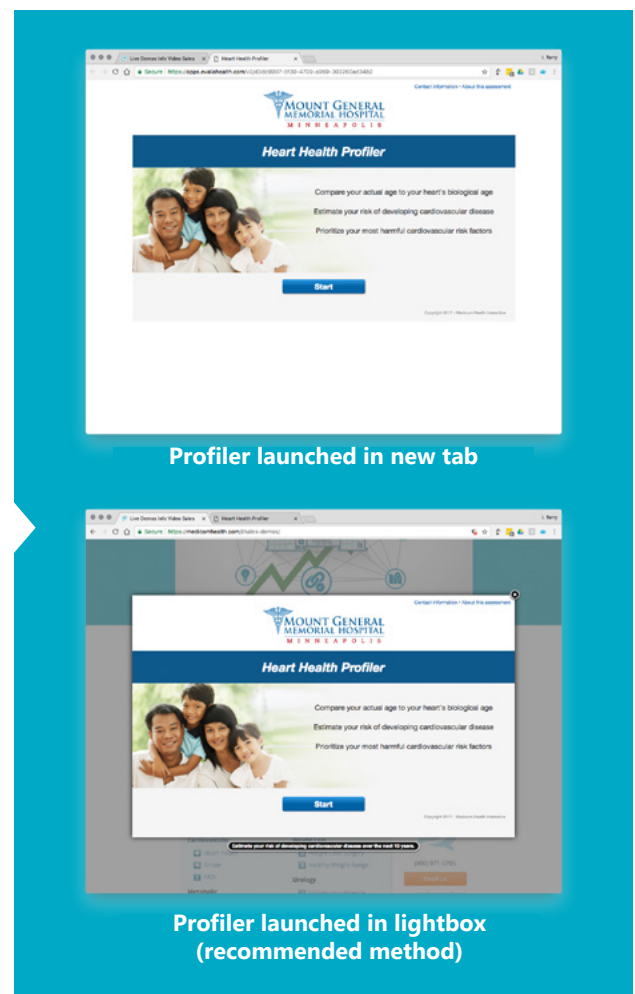 Live Demos Info Video Sales
Heart Health Profiler
Secure
Contact Information • About this assessment
MOUNT GENERAL
MEMORIAL HOSPITAL
MINNEAPOLIS
Heart Health Profiler
Compare your actual age to your heart's biological age
Estimate your risk of developing cardiovascular disease
Prioritize your most harmful cardiovascular risk factors
Start
Profiler launched in new tab
Live Demos Info Video Sales
Heart Health Profiler
Secure
Contact Information • About this assessment
MOUNT GENERAL
MEMORIAL HOSPITAL
MINNEAPOLIS
Heart Health Profiler
Compare your actual age to your heart's biological age
Estimate your risk of developing cardiovascular disease
Prioritize your most harmful cardiovascular risk factors
Start
Estimate your risk of developing cardiovascular disease over the next 10 years.
Urology
Metabolic
Profiler launched in lightbox
(recommended method)